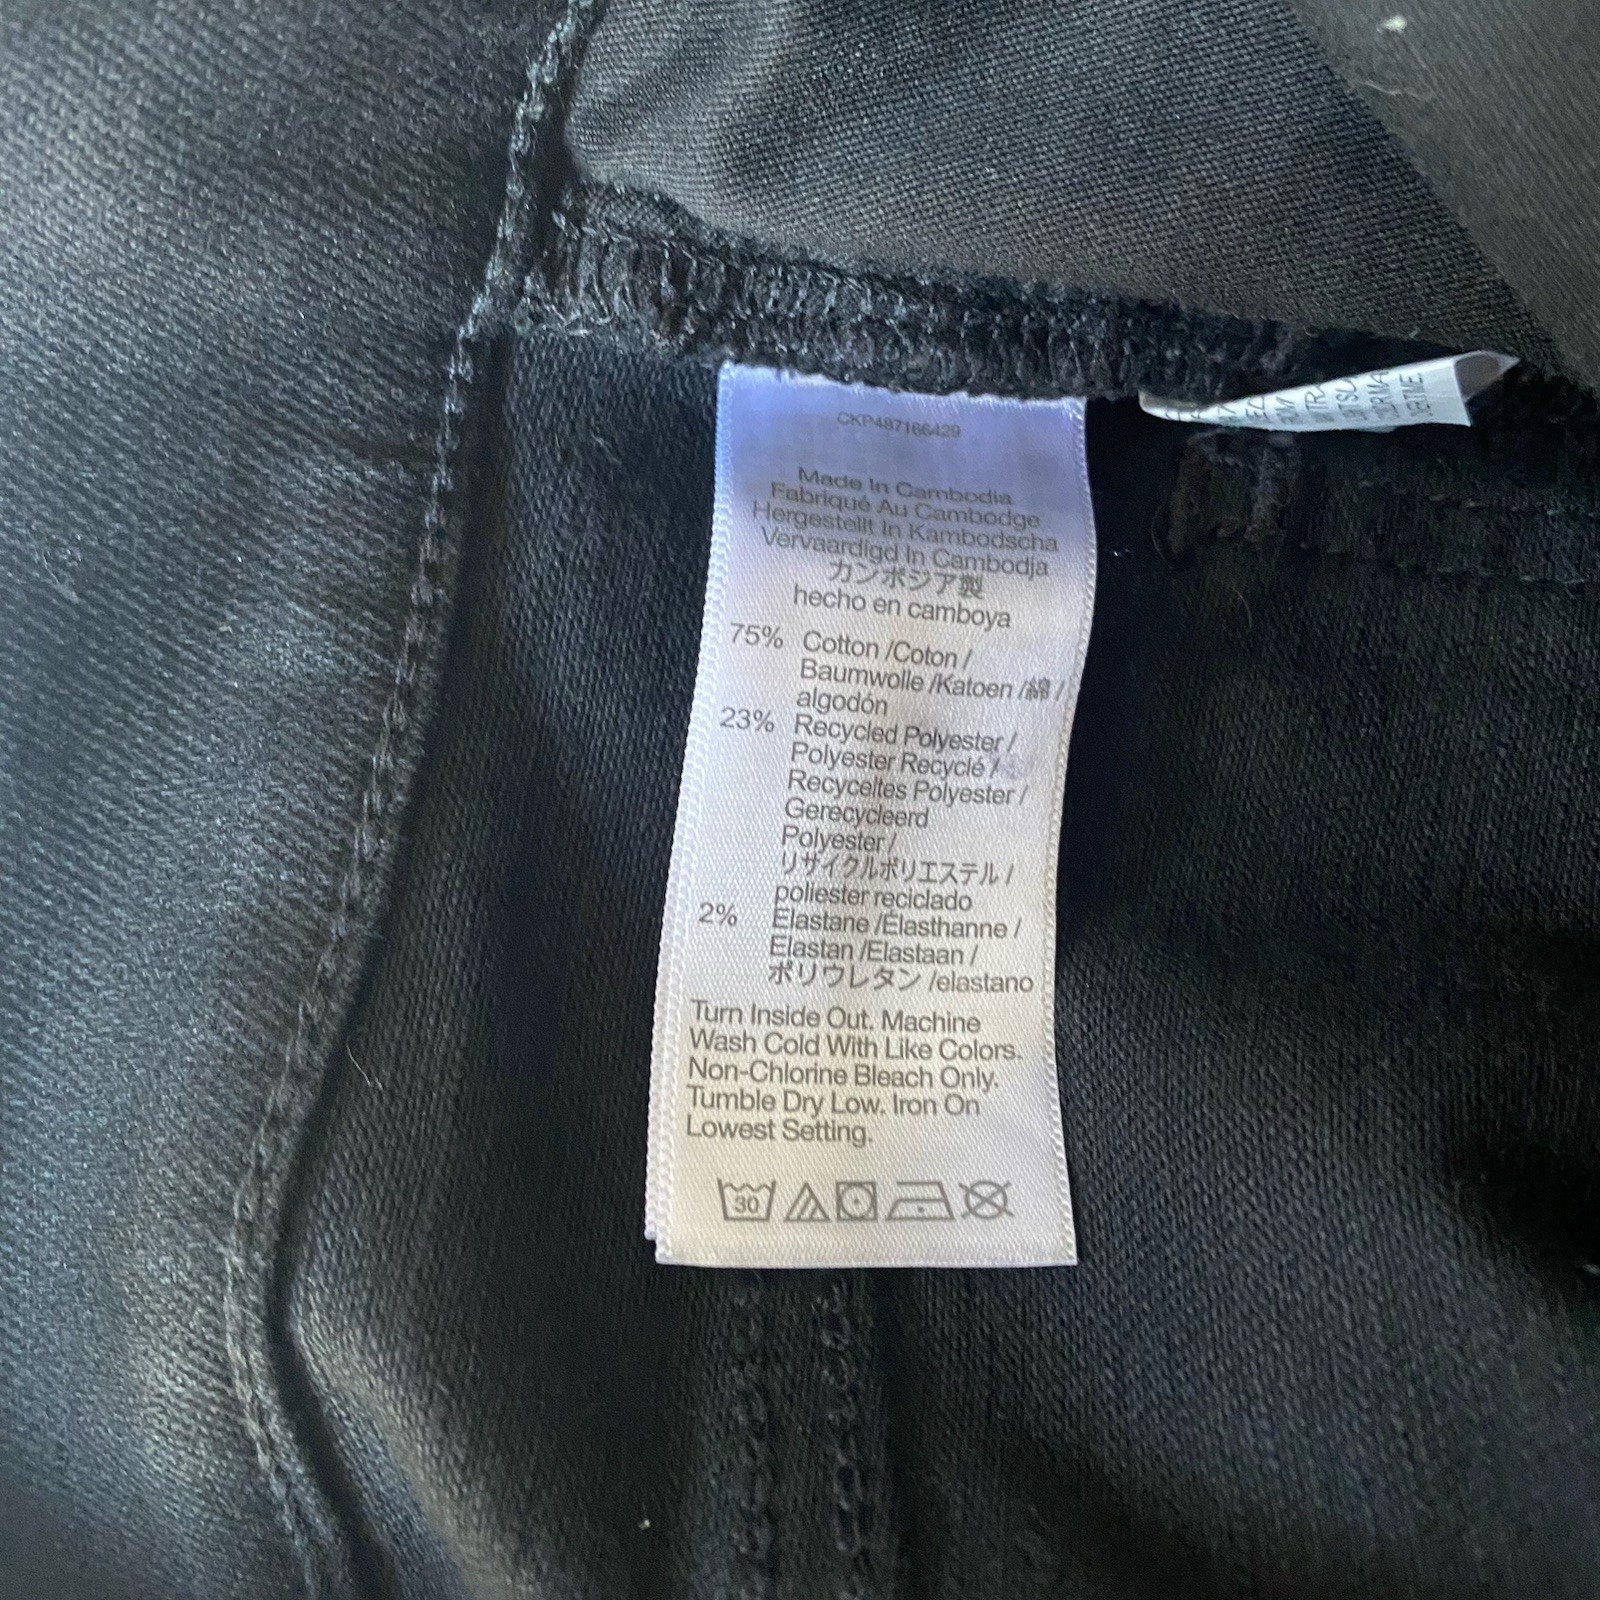 CKP487166429
Made In Cambodia
Fabriqué Au Cambodge
Hergestellt In Kambodscha
Vervaardigd In Cambodja
カンボジア製
hecho en camboya
75% Cotton /Coton /
Baumwolle /Katoen /綿 /
algodón
23% Recycled Polyester /
Polyester Recyclé /
Recyceltes Polyester /
Gerecycleerd
Polyester /
リサイクルポリエステル /
poliester reciclado
2% Elastane /Élasthanne /
Elastan /Elastaan /
ポリウレタン /elastano
Turn Inside Out. Machine
Wash Cold With Like Colors.
Non-Chlorine Bleach Only.
Tumble Dry Low. Iron On
Lowest Setting.
30